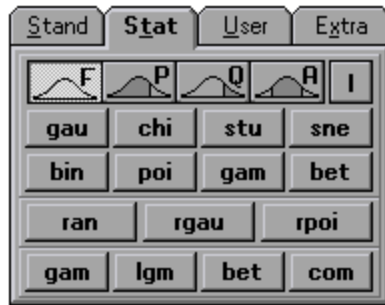 Stand Stat User Extra
F P Q A I
gau chi stu sne
bin poi gam bet
ran rgau rpoi
gam lgm bet com